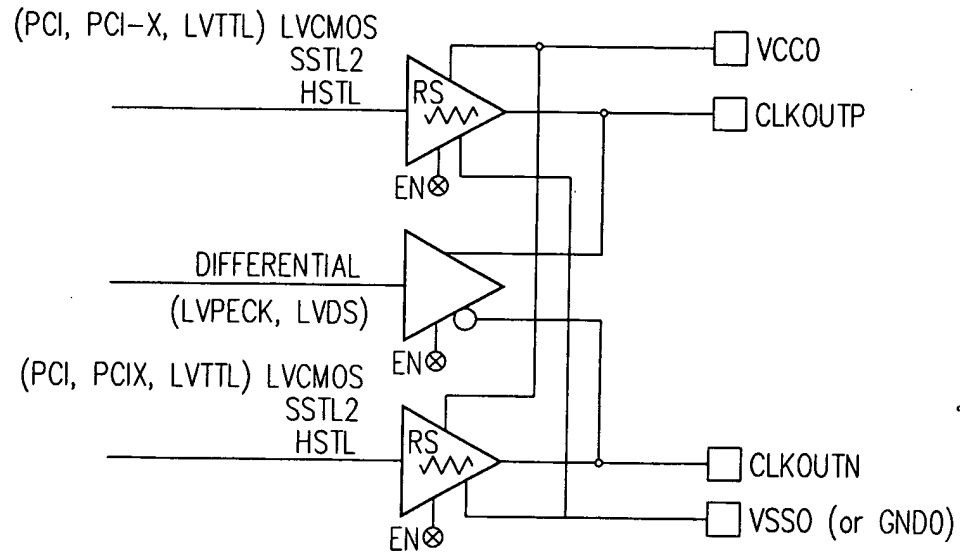 (PCI, PCI-X, LVTTL) LVCMOS
SSTL2
HSTL
RS
EN
VCCO
CLKOUTP
DIFFERENTIAL
(LVPECK, LVDS)
EN
(PCI, PCIX, LVTTL) LVCMOS
SSTL2
HSTL
RS
EN
CLKOUTN
VSSO (or GNDO)